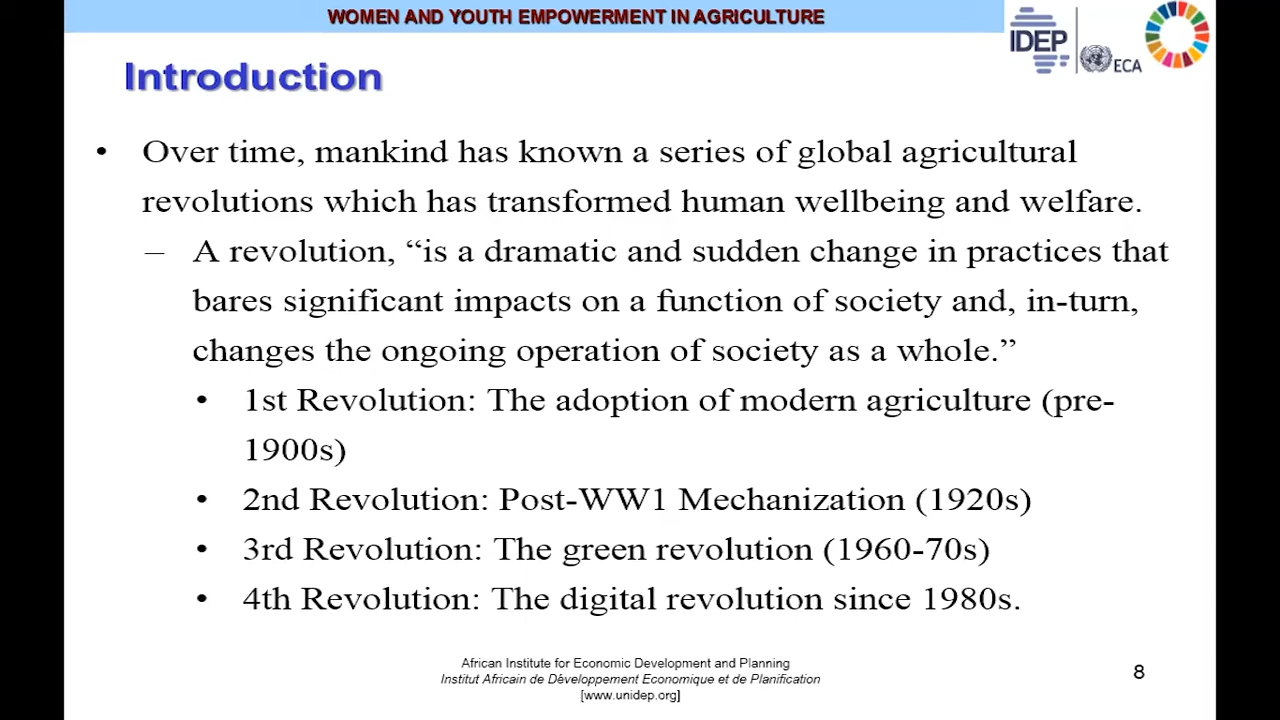 WOMEN AND YOUTH EMPOWERMENT IN AGRICULTURE
IDEP
ECA
Introduction
• Over time, mankind has known a series of global agricultural
revolutions which has transformed human wellbeing and welfare.
– A revolution, “is a dramatic and sudden change in practices that
bares significant impacts on a function of society and, in-turn,
changes the ongoing operation of society as a whole.”
• 1st Revolution: The adoption of modern agriculture (pre-
1900s)
• 2nd Revolution: Post-WW1 Mechanization (1920s)
• 3rd Revolution: The green revolution (1960-70s)
• 4th Revolution: The digital revolution since 1980s.
African Institute for Economic Development and Planning
Institut Africain de Développement Economique et de Planification
[www.unidep.org]
8